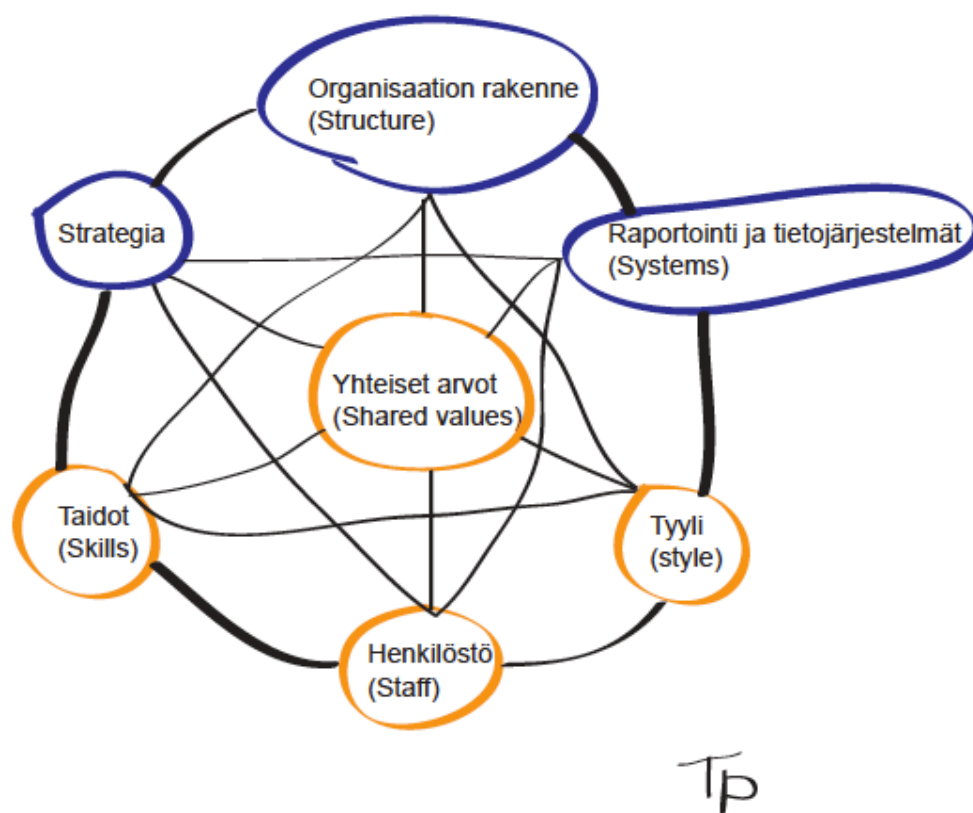 Organisaation rakenne
(Structure)
Strategia
Raportointi ja tietojärjestelmät
(Systems)
Yhteiset arvot
(Shared values)
Taidot
(Skills)
Tyyli
(style)
Henkilöstö
(Staff)
Tp